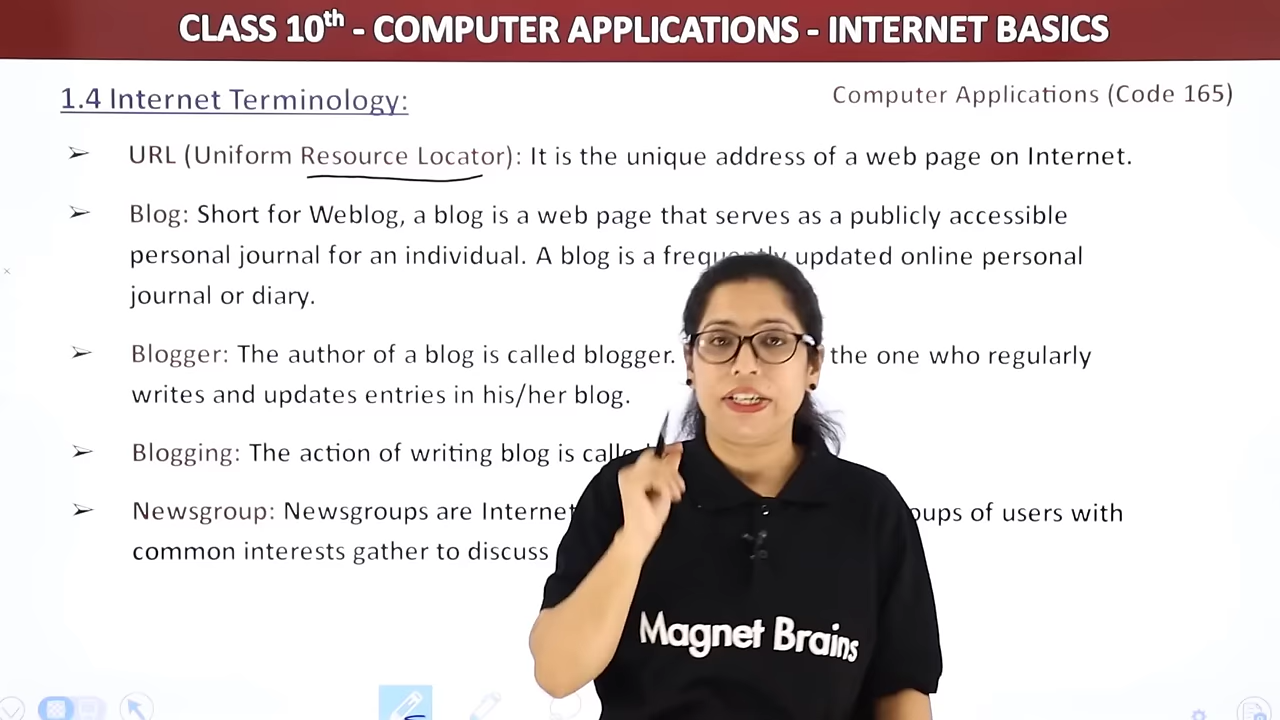 CLASS 10th - COMPUTER APPLICATIONS - INTERNET BASICS
1.4 Internet Terminology:
Computer Applications (Code 165)
➢ URL (Uniform Resource Locator): It is the unique address of a web page on Internet.
➢ Blog: Short for Weblog, a blog is a web page that serves as a publicly accessible
personal journal for an individual. A blog is a frequently updated online personal
journal or diary.
➢ Blogger: The author of a blog is called blogger. the one who regularly
writes and updates entries in his/her blog.
➢ Blogging: The action of writing blog is
➢ Newsgroup: Newsgroups are Internet of users with
common interests gather to discuss
Magnet Brains